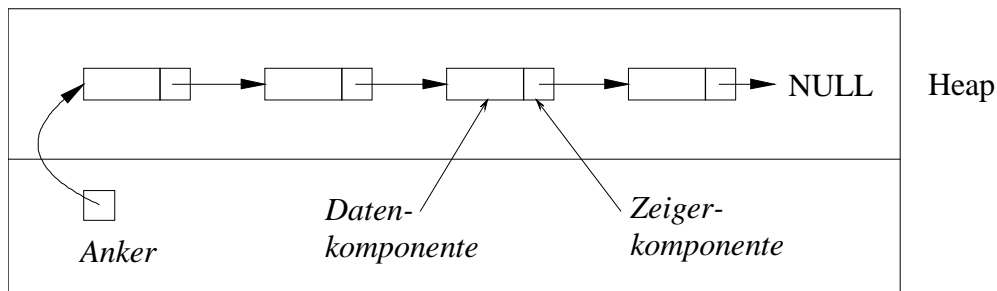 NULL
Heap
Anker
Daten-
komponente
Zeiger-
komponente